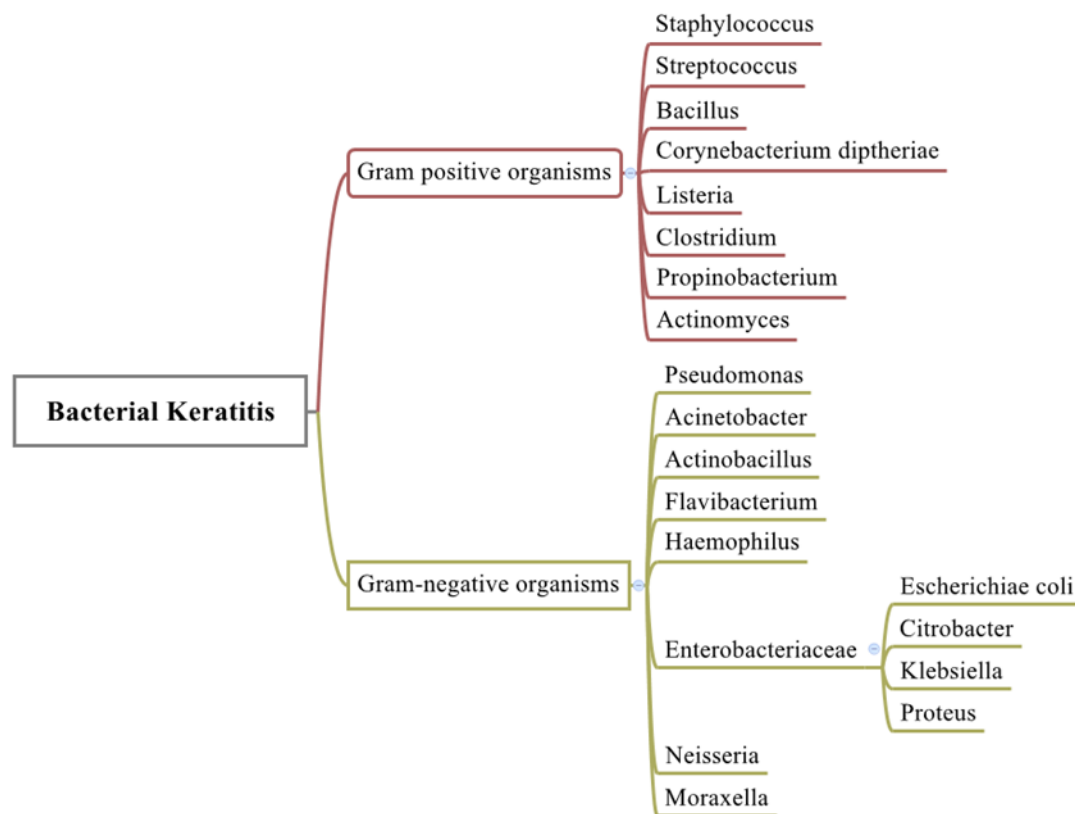 Staphylococcus
Streptococcus
Bacillus
Corynebacterium diptheriae
Gram positive organisms
Listeria
Clostridium
Propinobacterium
Actinomyces
Bacterial Keratitis
Pseudomonas
Acinetobacter
Actinobacillus
Flavibacterium
Haemophilus
Gram-negative organisms
Enterobacteriaceae
Escherichiae coli
Citrobacter
Klebsiella
Proteus
Neisseria
Moraxella